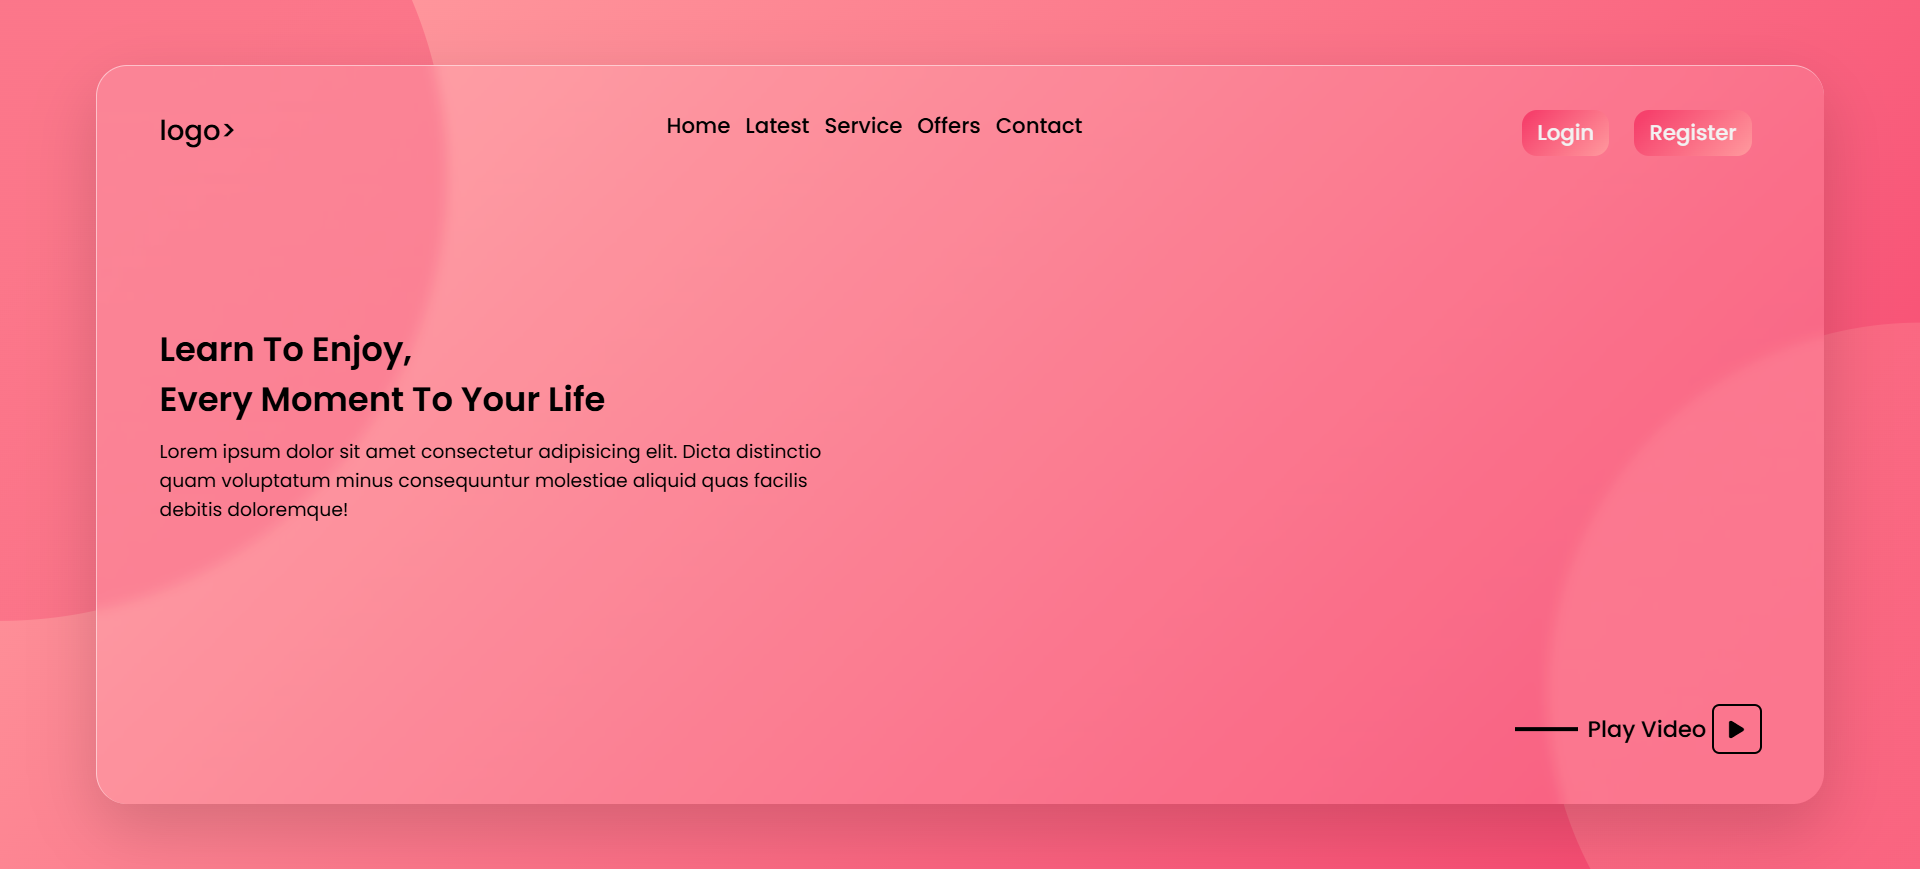 logo>
Home Latest Service Offers Contact
Login Register
Learn To Enjoy,
Every Moment To Your Life
Lorem ipsum dolor sit amet consectetur adipisicing elit. Dicta distinctio
quam voluptatum minus consequuntur molestiae aliquid quas facilis
debitis doloremque!
Play Video